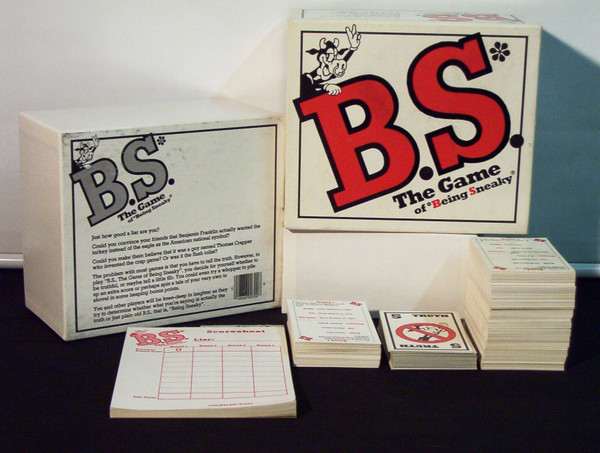 B.S.*
The Game
of *Being Sneaky*
B.S.*
The Game
of *Being Sneaky*
Just how good a liar are you?
Could you convince your friends that Benjamin Franklin actually wanted the
turkey instead of the eagle as the American national symbol?
Could you make them believe that it was a guy named Thomas Crapper
who invented the crap game? Or was it the flush toilet?
The problem with most games is that you have to tell the truth. However, to
play "B.S., The Game of Being Sneaky", you decide for yourself whether to
be truthful, or maybe tell a little fib. You could even try a whopper to pile
up an extra score or perhaps spin a tale of your very own to
shovel in some heaping bonus points.
You and other players will be knee-deep in laughter as they
try to determine whether what you're saying is actually the
truth or just plain old B.S., that is, "Being Sneaky".
TRUTH
S
S
TRUTH
B.S. Scoresheet
Liar:
0